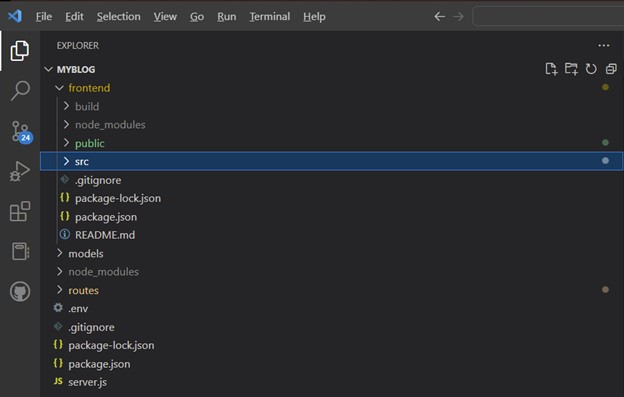 File Edit Selection View Go Run Terminal Help
EXPLORER
MYBLOG
frontend
build
node_modules
public
src
.gitignore
package-lock.json
package.json
README.md
models
node_modules
routes
.env
.gitignore
package-lock.json
package.json
JS server.js
24